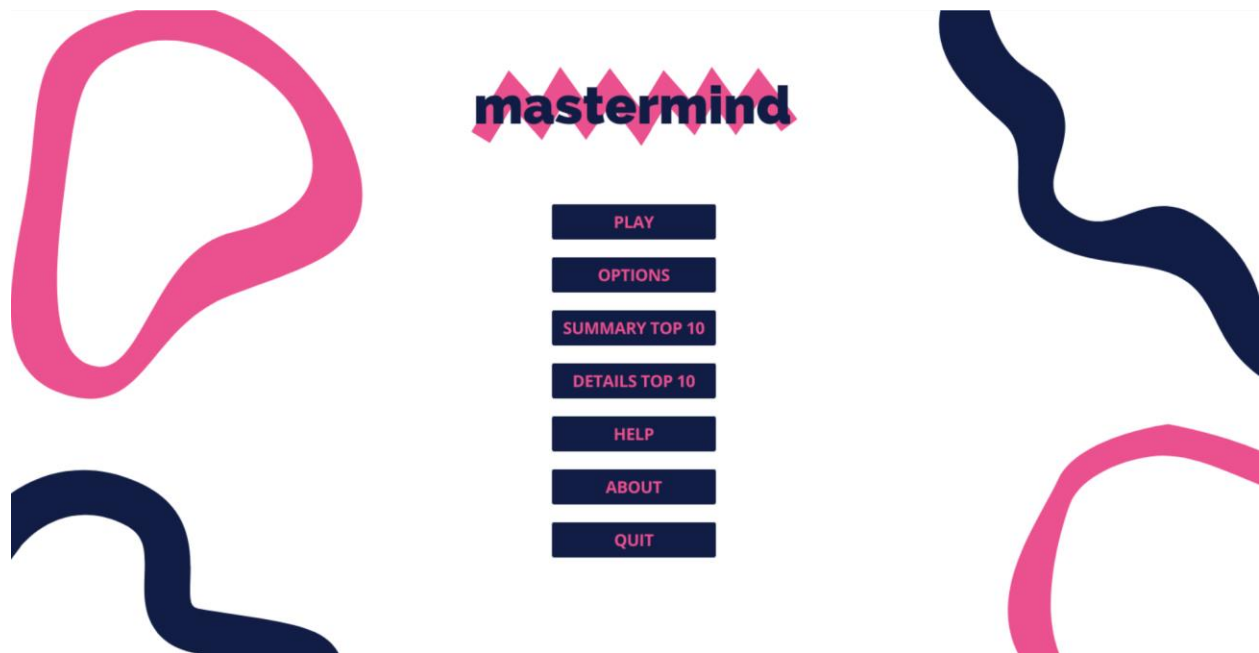 mastermind
PLAY
OPTIONS
SUMMARY TOP 10
DETAILS TOP 10
HELP
ABOUT
QUIT